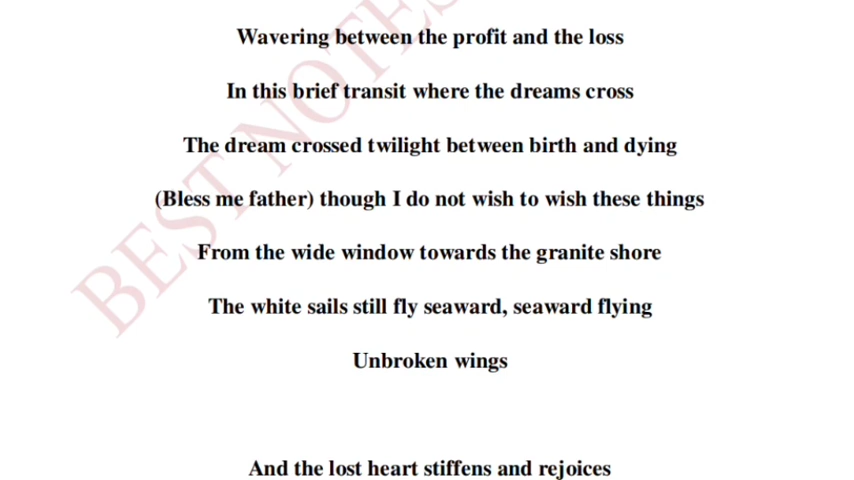 Wavering between the profit and the loss
In this brief transit where the dreams cross
The dream crossed twilight between birth and dying
(Bless me father) though I do not wish to wish these things
From the wide window towards the granite shore
The white sails still fly seaward, seaward flying
Unbroken wings
And the lost heart stiffens and rejoices
BEST NOTES